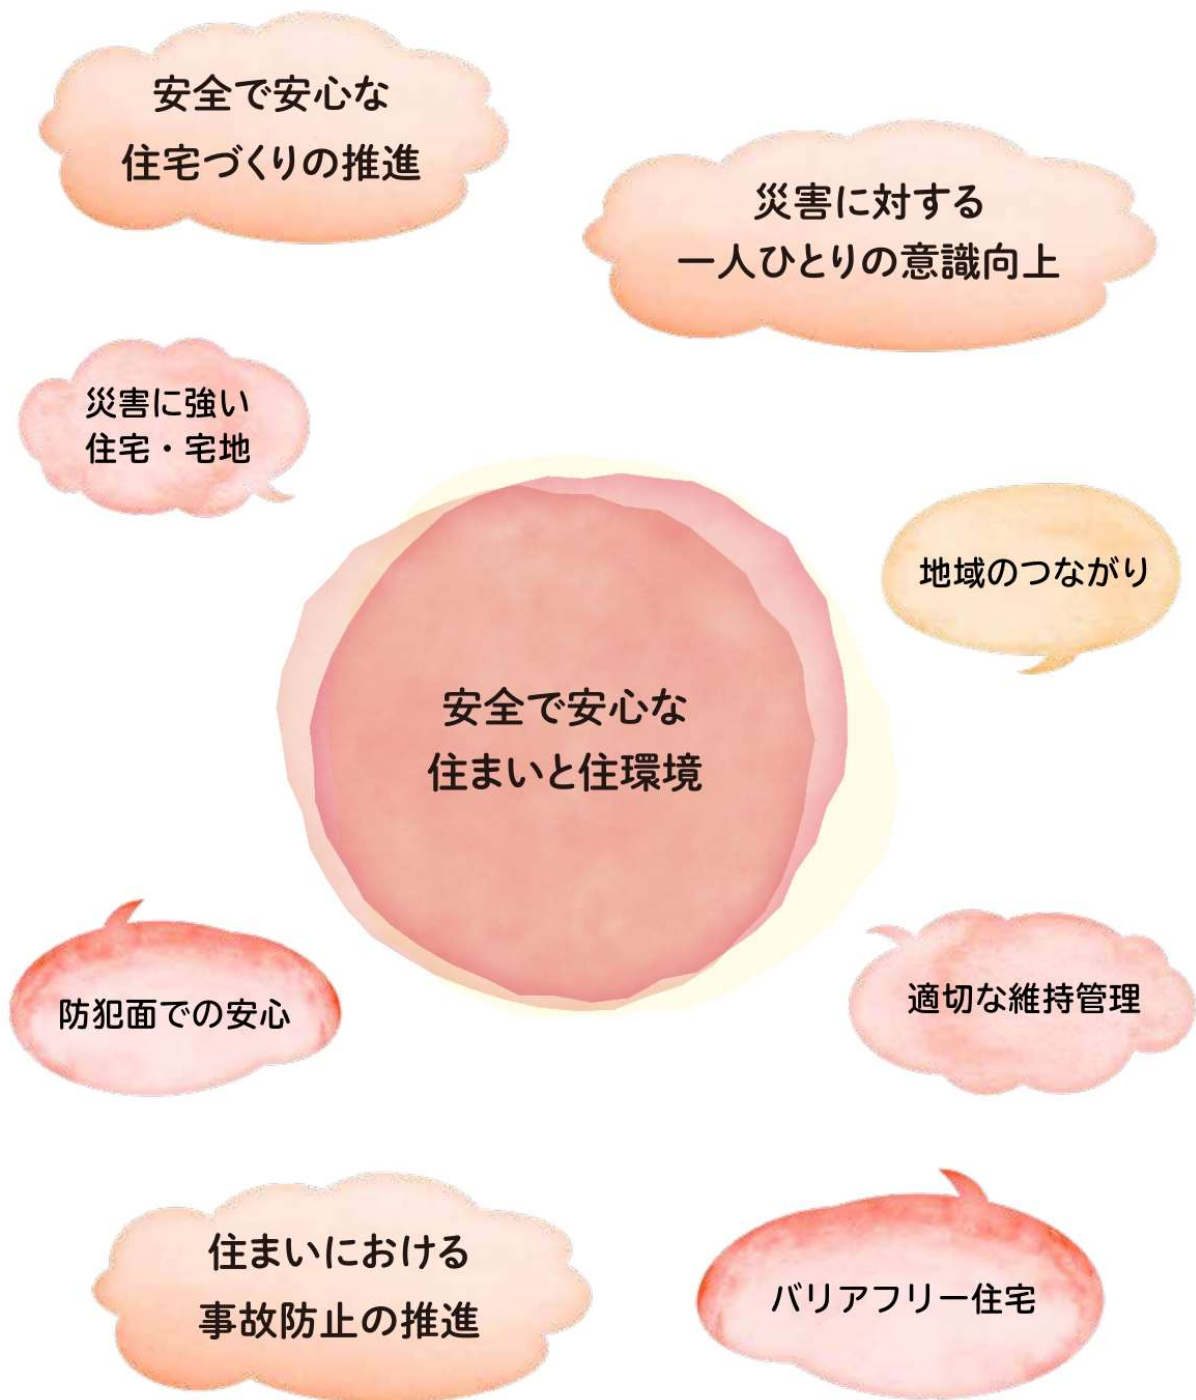 安全で安心な
住宅づくりの推進
災害に対する
一人ひとりの意識向上
災害に強い
住宅・宅地
地域のつながり
安全で安心な
住まいと住環境
防犯面での安心
適切な維持管理
住まいにおける
事故防止の推進
バリアフリー住宅